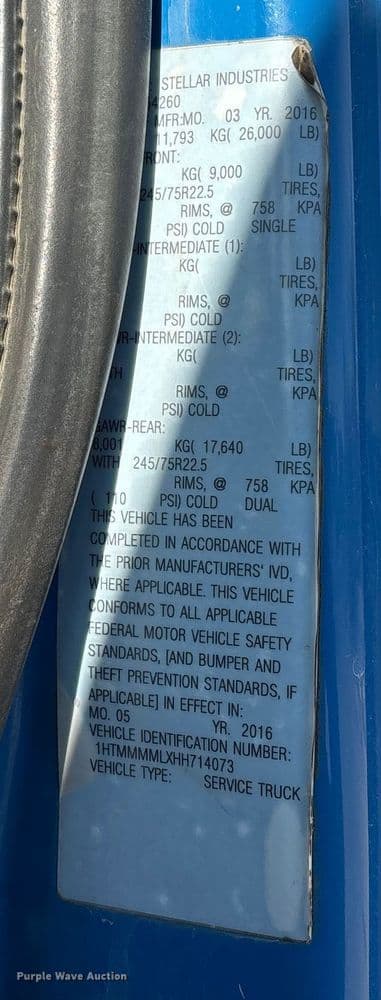 STELLAR INDUSTRIES
4260
MFR:MO. 03 YR. 2016
11,793 KG( 26,000 LB)
RONT:
KG( 9,000 LB)
245/75R22.5 TIRES,
RIMS, @ 758 KPA
PSI) COLD SINGLE
-INTERMEDIATE (1):
KG( LB)
TIRES,
RIMS, @ KPA
PSI) COLD
R-INTERMEDIATE (2):
KG( LB)
TH TIRES,
RIMS, @ KPA
PSI) COLD
GAWR-REAR:
8,001 KG( 17,640 LB)
WITH 245/75R22.5 TIRES,
RIMS, @ 758 KPA
( 110 PSI) COLD DUAL
THIS VEHICLE HAS BEEN
COMPLETED IN ACCORDANCE WITH
THE PRIOR MANUFACTURERS' IVD,
WHERE APPLICABLE. THIS VEHICLE
CONFORMS TO ALL APPLICABLE
FEDERAL MOTOR VEHICLE SAFETY
STANDARDS, [AND BUMPER AND
THEFT PREVENTION STANDARDS, IF
APPLICABLE] IN EFFECT IN:
MO. 05 YR. 2016
VEHICLE IDENTIFICATION NUMBER:
1HTMMMMLXHH714073
VEHICLE TYPE: SERVICE TRUCK
Purple Wave Auction